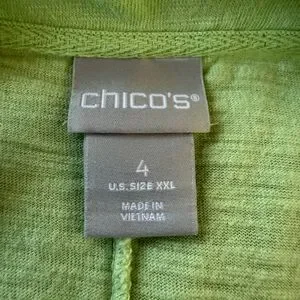 chico's®
4
U.S. SIZE XXL
MADE IN
VIETNAM